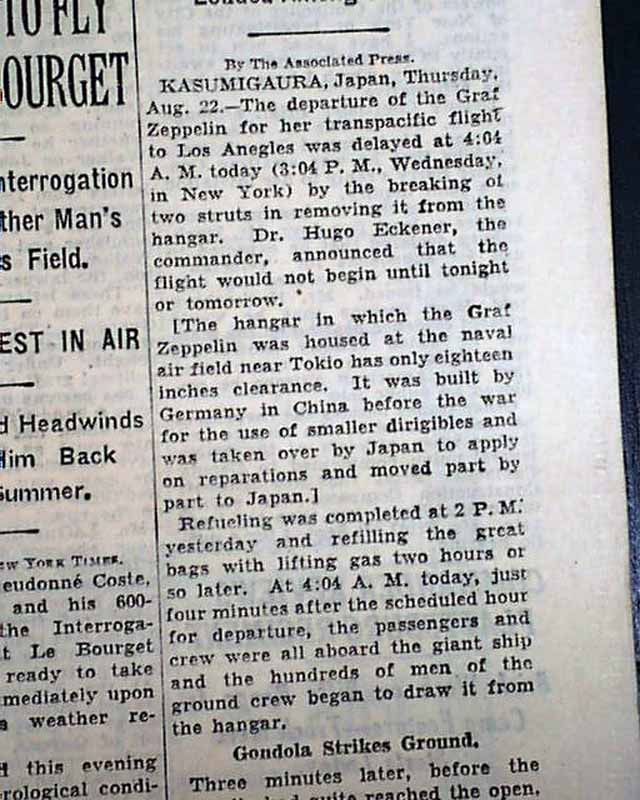 TO FLY
OURGET
nterrogation
ther Man's
s Field.
EST IN AIR
d Headwinds
Him Back
Summer.
EW YORK TIMES.
eudonné Coste,
and his 600-
the Interroga-
t Le Bourget
ready to take
mediately upon
a weather re-
d this evening
rological condi-
By The Associated Press.
KASUMIGAURA, Japan, Thursday,
Aug. 22.—The departure of the Graf
Zeppelin for her transpacific flight
to Los Anegles was delayed at 4:04
A. M. today (3:04 P. M., Wednesday,
in New York) by the breaking of
two struts in removing it from the
hangar. Dr. Hugo Eckener, the
commander, announced that the
flight would not begin until tonight
or tomorrow.
[The hangar in which the Graf
Zeppelin was housed at the naval
air field near Tokio has only eighteen
inches clearance. It was built by
Germany in China before the war
for the use of smaller dirigibles and
was taken over by Japan to apply
on reparations and moved part by
part to Japan.]
Refueling was completed at 2 P. M.
yesterday and refilling the great
bags with lifting gas two hours or
so later. At 4:04 A. M. today, just
four minutes after the scheduled hour
for departure, the passengers and
crew were all aboard the giant ship
and the hundreds of men of the
ground crew began to draw it from
the hangar.
Gondola Strikes Ground.
Three minutes later, before the
quite reached the open,